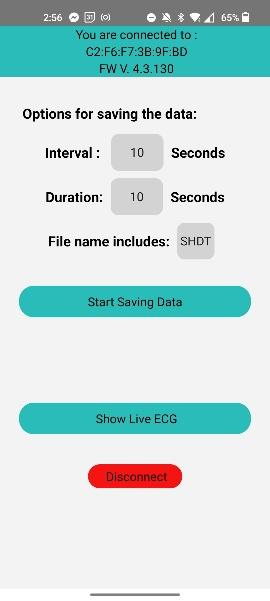 2:56 31 65%
You are connected to :
C2:F6:F7:3B:9F:BD
FW V. 4.3.130
Options for saving the data:
Interval : 10 Seconds
Duration: 10 Seconds
File name includes: SHDT
Start Saving Data
Show Live ECG
Disconnect